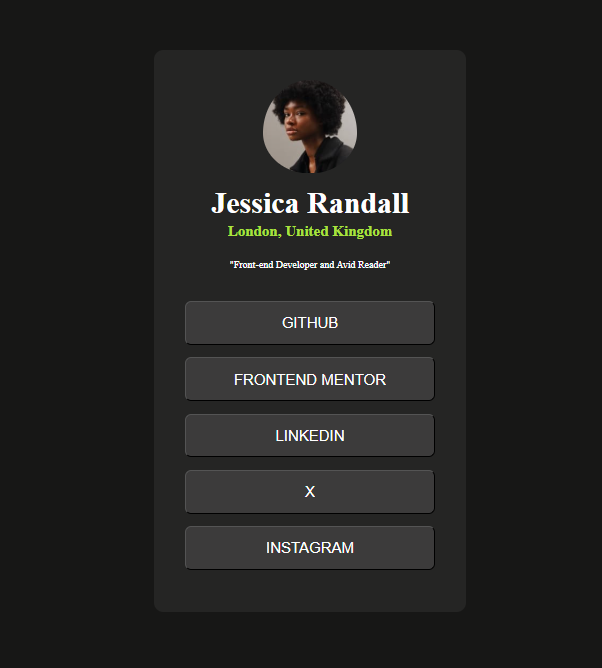 Jessica Randall
London, United Kingdom
"Front-end Developer and Avid Reader"
GITHUB
FRONTEND MENTOR
LINKEDIN
X
INSTAGRAM